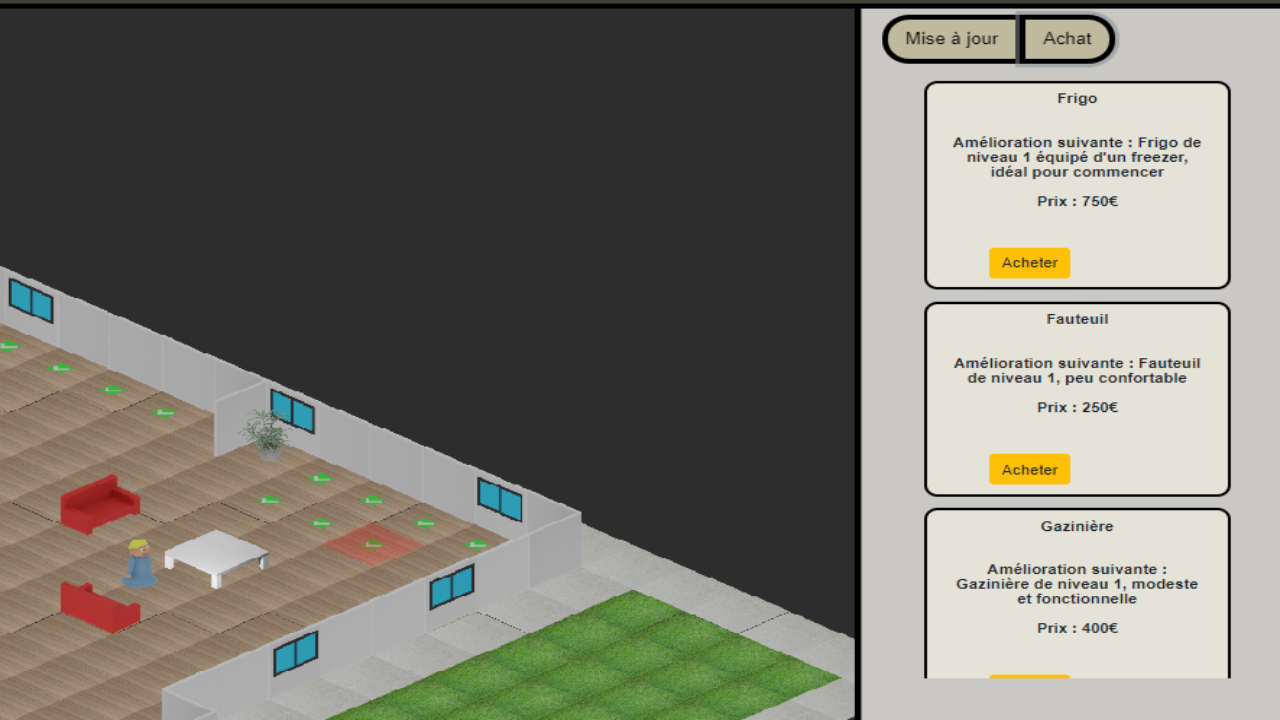 Mise à jour
Achat
Frigo
Amélioration suivante : Frigo de
niveau 1 équipé d'un freezer,
idéal pour commencer
Prix : 750€
Acheter
Fauteuil
Amélioration suivante : Fauteuil
de niveau 1, peu confortable
Prix : 250€
Acheter
Gazinière
Amélioration suivante :
Gazinière de niveau 1, modeste
et fonctionnelle
Prix : 400€